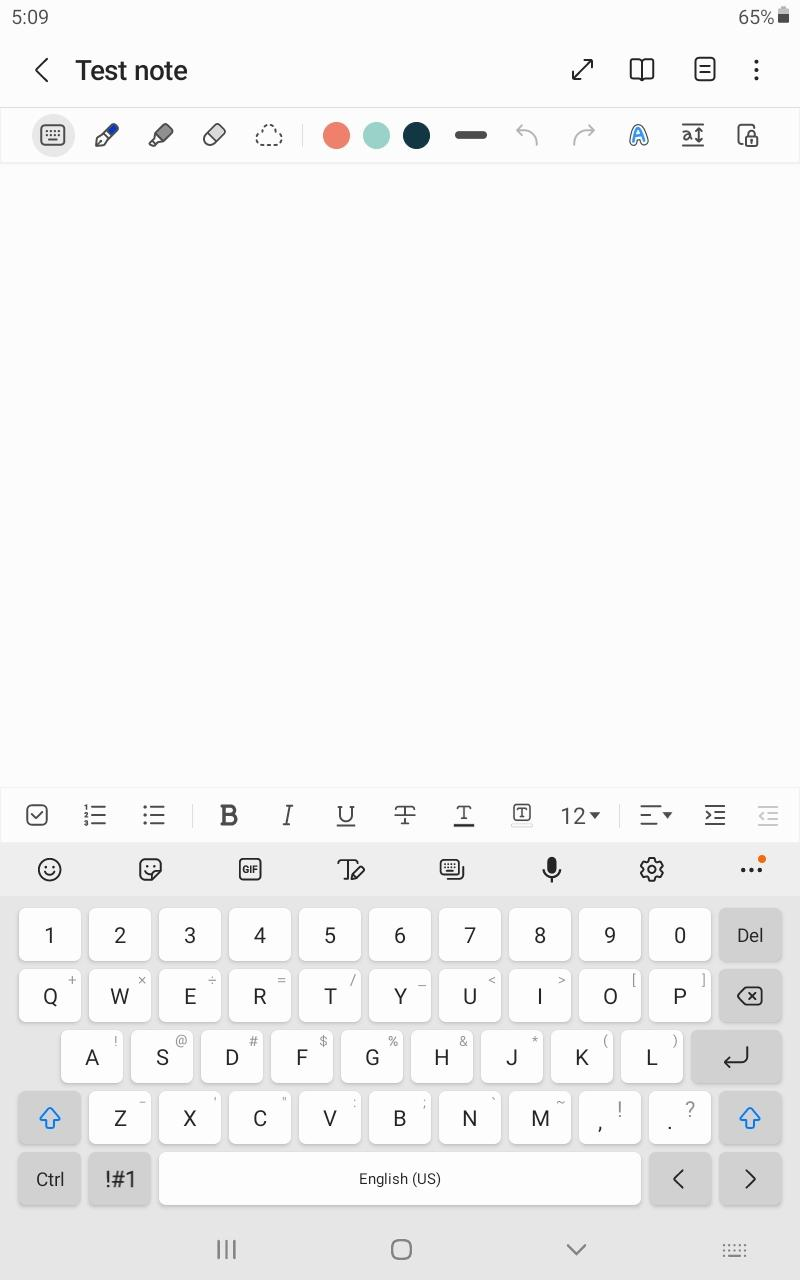 5:09 65%
Test note
12
GIF
1 2 3 4 5 6 7 8 9 0 Del
Q + W × E ÷ R = T / Y _ U < I > O [ P ]
A ! S @ D # F $ G % H & J * K ( L )
Z - X ' C " V : B ; N ` M ~ , ! . ?
Ctrl !#1 English (US) < >